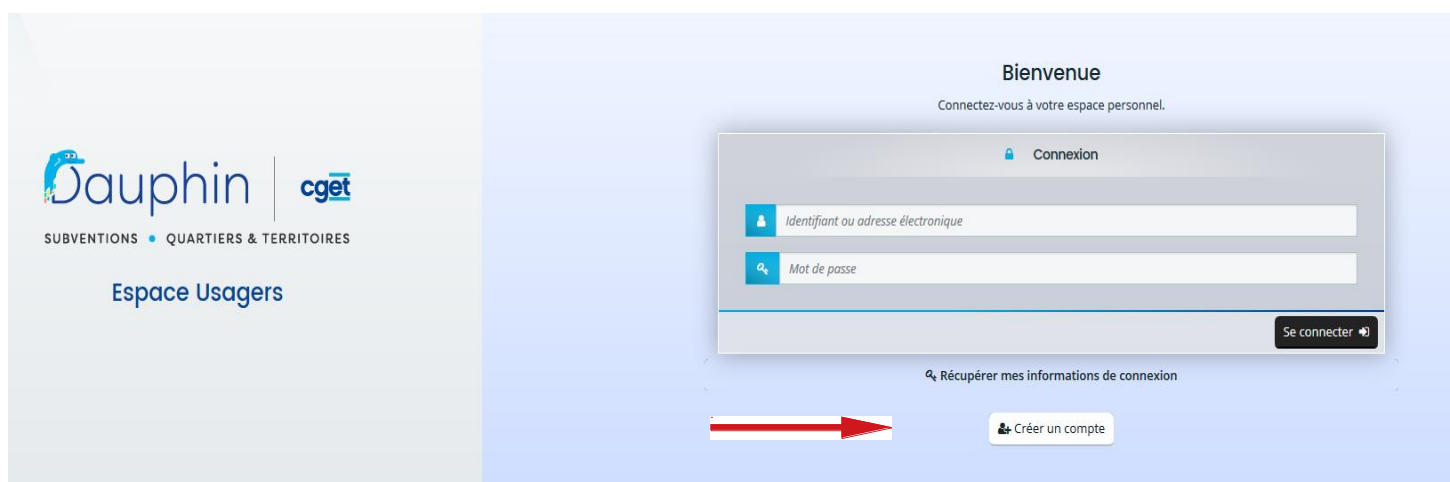 Dauphin
cget
SUBVENTIONS • QUARTIERS & TERRITOIRES
Espace Usagers
Bienvenue
Connectez-vous à votre espace personnel.
Connexion
Identifiant ou adresse électronique
Mot de passe
Se connecter
Récupérer mes informations de connexion
Créer un compte